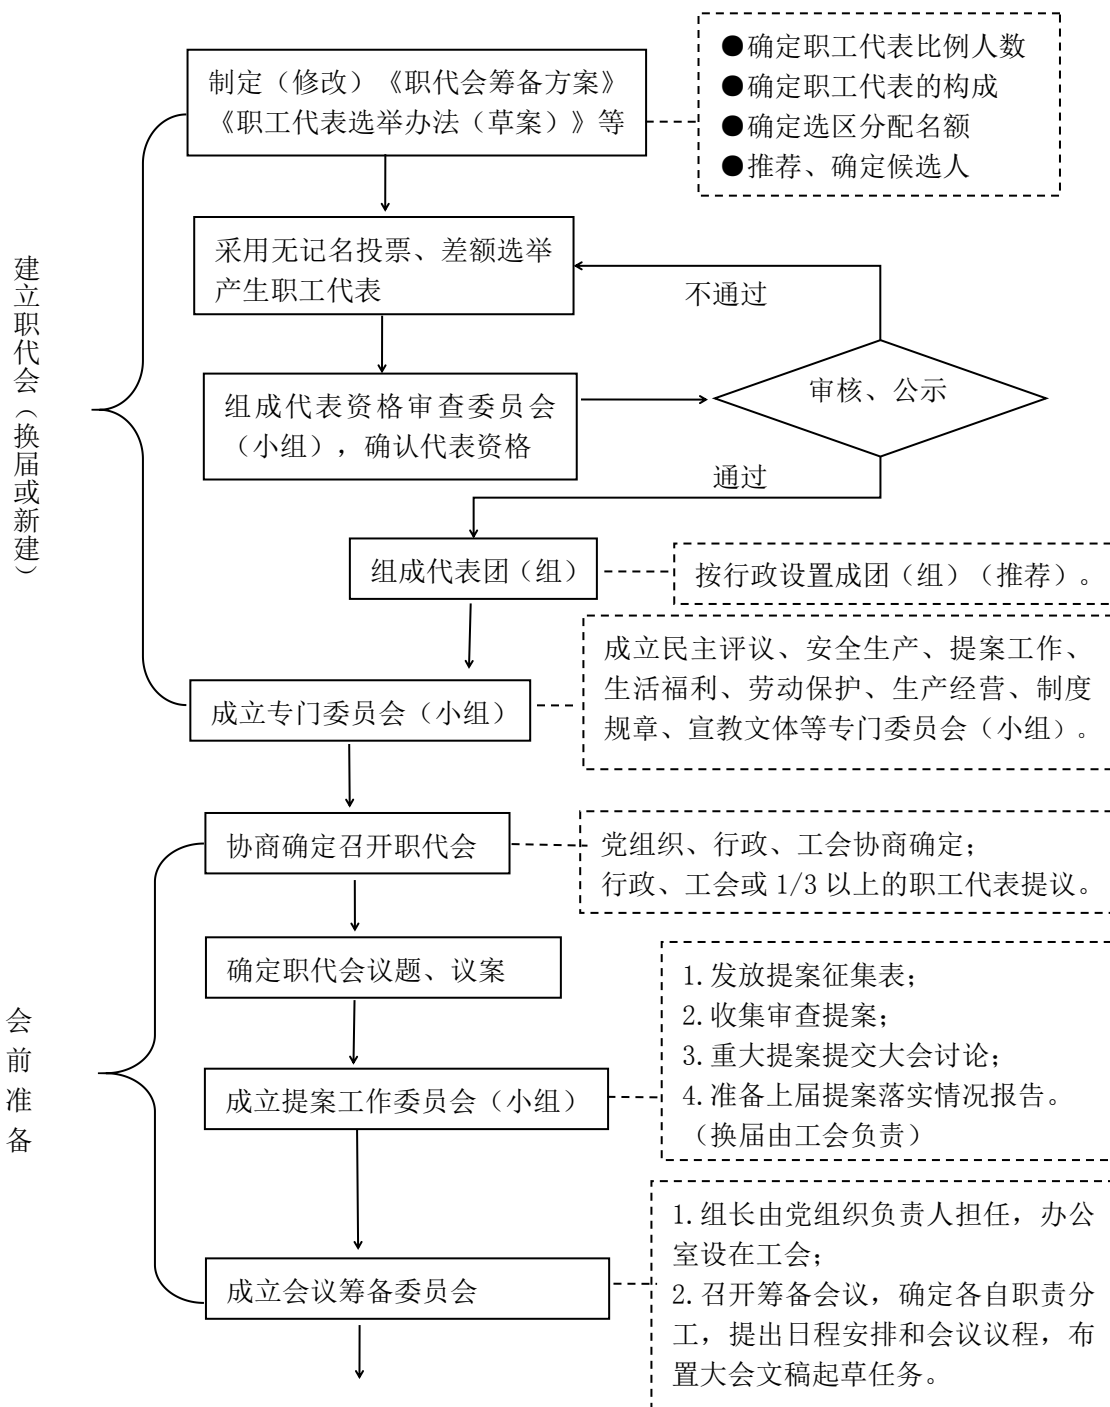 建立职代会（换届或新建）
制定（修改）《职代会筹备方案》
《职工代表选举办法（草案）》等
●确定职工代表比例人数
●确定职工代表的构成
●确定选区分配名额
●推荐、确定候选人
采用无记名投票、差额选举
产生职工代表
不通过
组成代表资格审查委员会
（小组），确认代表资格
审核、公示
通过
组成代表团（组）
按行政设置成团（组）（推荐）。
成立专门委员会（小组）
成立民主评议、安全生产、提案工作、
生活福利、劳动保护、生产经营、制度
规章、宣教文体等专门委员会（小组）。
会前准备
协商确定召开职代会
党组织、行政、工会协商确定；
行政、工会或 1/3 以上的职工代表提议。
确定职代会议题、议案
成立提案工作委员会（小组）
1.发放提案征集表；
2.收集审查提案；
3.重大提案提交大会讨论；
4.准备上届提案落实情况报告。
（换届由工会负责）
成立会议筹备委员会
1.组长由党组织负责人担任，办公
室设在工会；
2.召开筹备会议，确定各自职责分
工，提出日程安排和会议议程，布
置大会文稿起草任务。